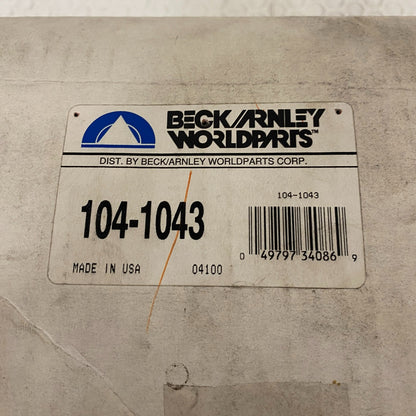 BECK/ARNLEY
WORLDPARTS™
DIST. BY BECK/ARNLEY WORLDPARTS CORP.
104-1043
104-1043
0 49797 34086 9
MADE IN USA 04100